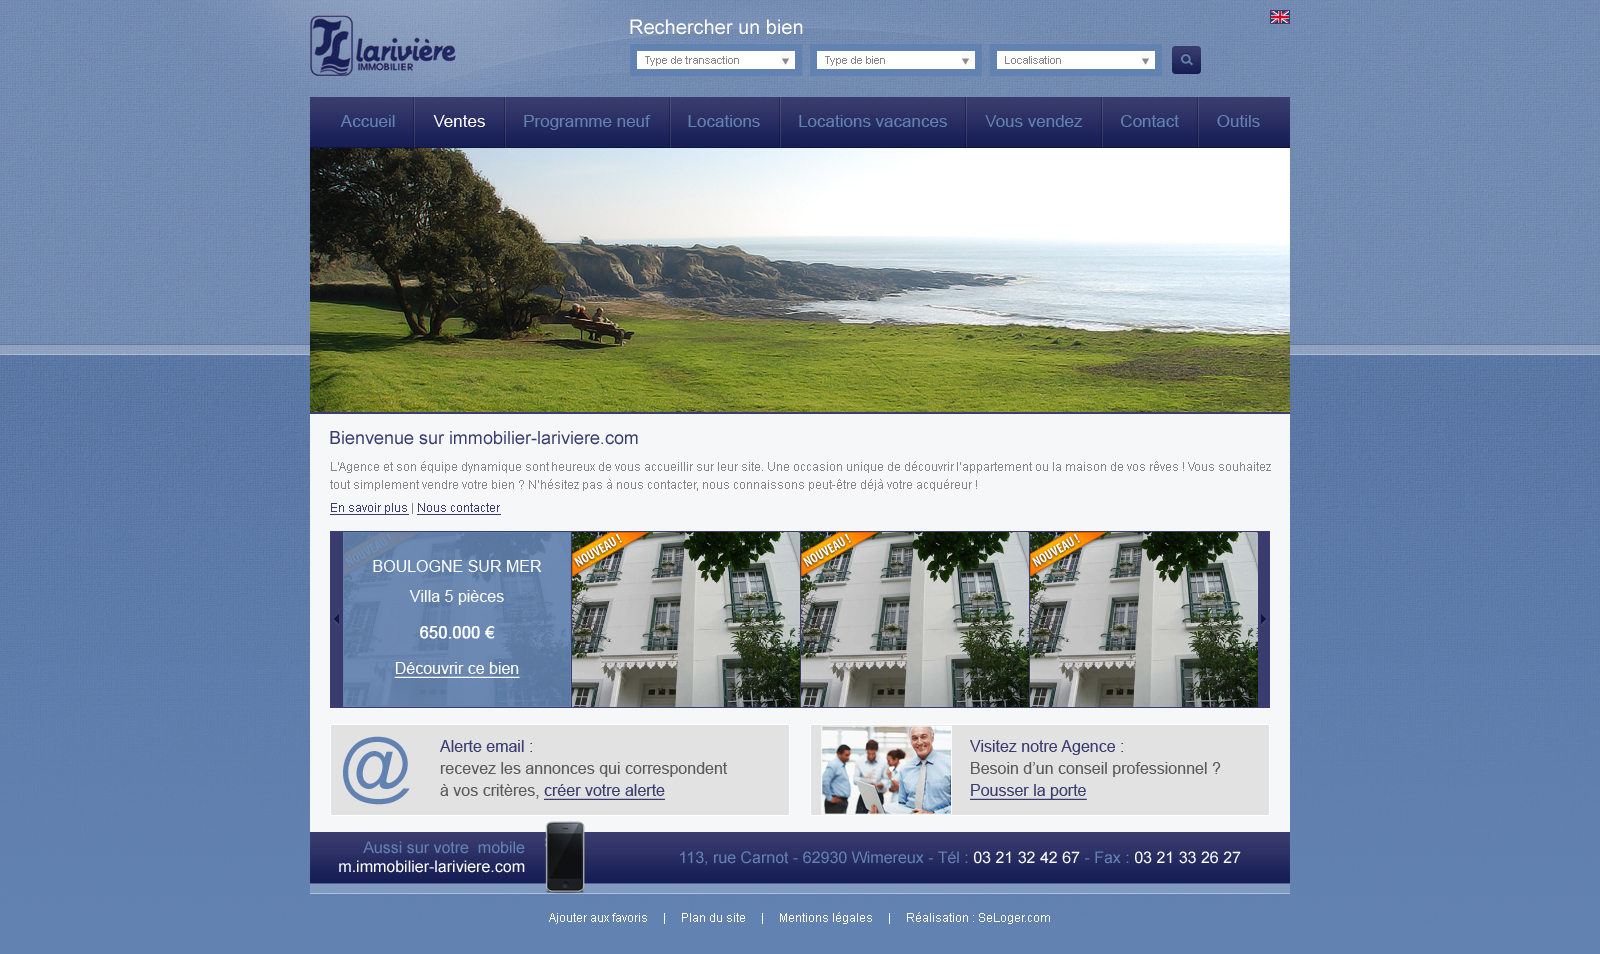 larivière
IMMOBILIER
Rechercher un bien
Type de transaction
Type de bien
Localisation
Accueil
Ventes
Programme neuf
Locations
Locations vacances
Vous vendez
Contact
Outils
Bienvenue sur immobilier-lariviere.com
L'Agence et son équipe dynamique sont heureux de vous accueillir sur leur site. Une occasion unique de découvrir l'appartement ou la maison de vos rêves ! Vous souhaitez
tout simplement vendre votre bien ? N'hésitez pas à nous contacter, nous connaissons peut-être déjà votre acquéreur !
En savoir plus | Nous contacter
NOUVEAU !
BOULOGNE SUR MER
Villa 5 pièces
650.000 €
Découvrir ce bien
NOUVEAU !
NOUVEAU !
NOUVEAU !
@
Alerte email :
recevez les annonces qui correspondent
à vos critères, créer votre alerte
Visitez notre Agence :
Besoin d’un conseil professionnel ?
Pousser la porte
Aussi sur votre mobile
m.immobilier-lariviere.com
113, rue Carnot - 62930 Wimereux - Tél : 03 21 32 42 67 - Fax : 03 21 33 26 27
Ajouter aux favoris | Plan du site | Mentions légales | Réalisation : SeLoger.com